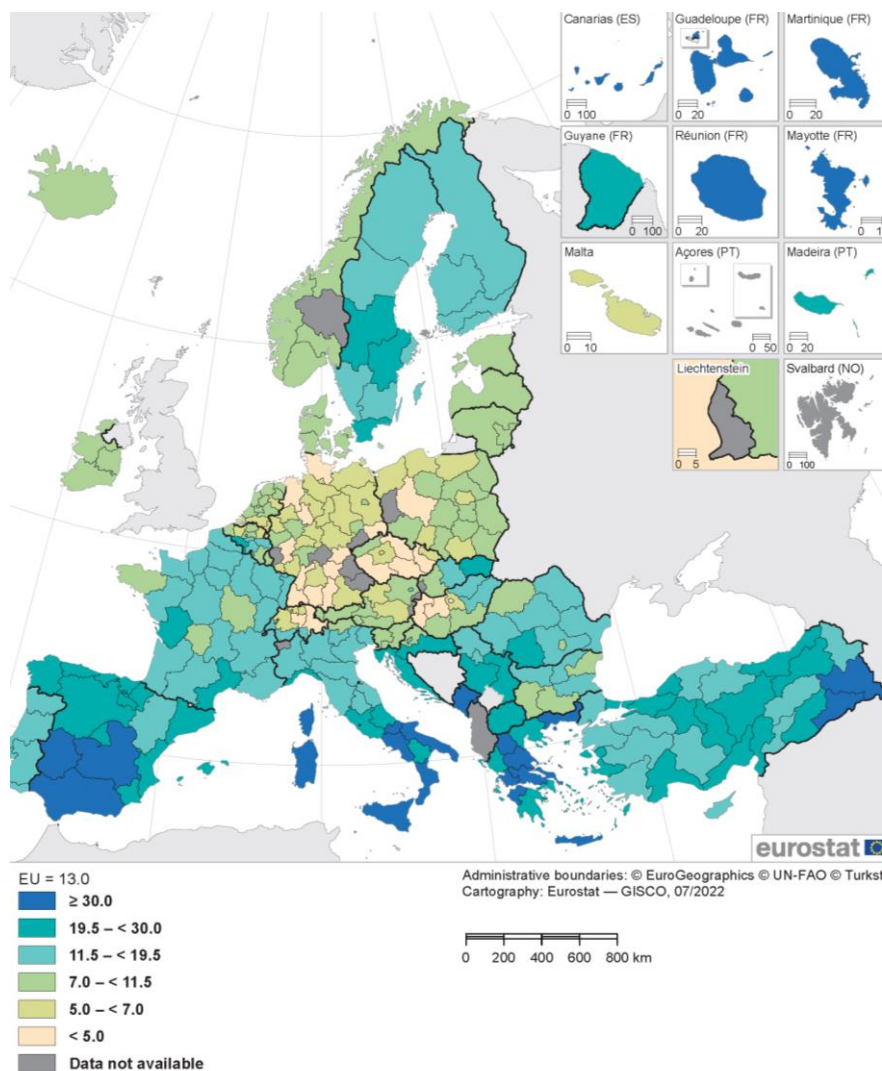 Canarias (ES)
0 100
Guadeloupe (FR)
0 20
Martinique (FR)
0 20
Guyane (FR)
0 100
Réunion (FR)
0 20
Mayotte (FR)
0 1
Malta
0 10
Açores (PT)
0 50
Madeira (PT)
0 20
Liechtenstein
0 5
Svalbard (NO)
0 100
eurostat
EU = 13.0
≥ 30.0
19.5 – < 30.0
11.5 – < 19.5
7.0 – < 11.5
5.0 – < 7.0
< 5.0
Data not available
Administrative boundaries: © EuroGeographics © UN-FAO © Turkst
Cartography: Eurostat — GISCO, 07/2022
0 200 400 600 800 km